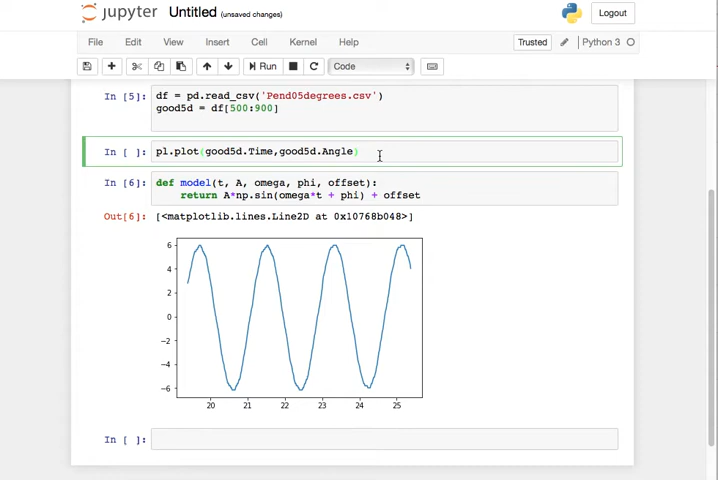 jupyter Untitled (unsaved changes)
Logout
File Edit View Insert Cell Kernel Help
Trusted Python 3
Run Code
In [5]: df = pd.read_csv('Pend05degrees.csv')
good5d = df[500:900]
In [ ]: pl.plot(good5d.Time,good5d.Angle)
In [6]: def model(t, A, omega, phi, offset):
return A*np.sin(omega*t + phi) + offset
Out[6]: [<matplotlib.lines.Line2D at 0x10768b048>]
6
4
2
0
−2
−4
−6
20 21 22 23 24 25
In [ ]: